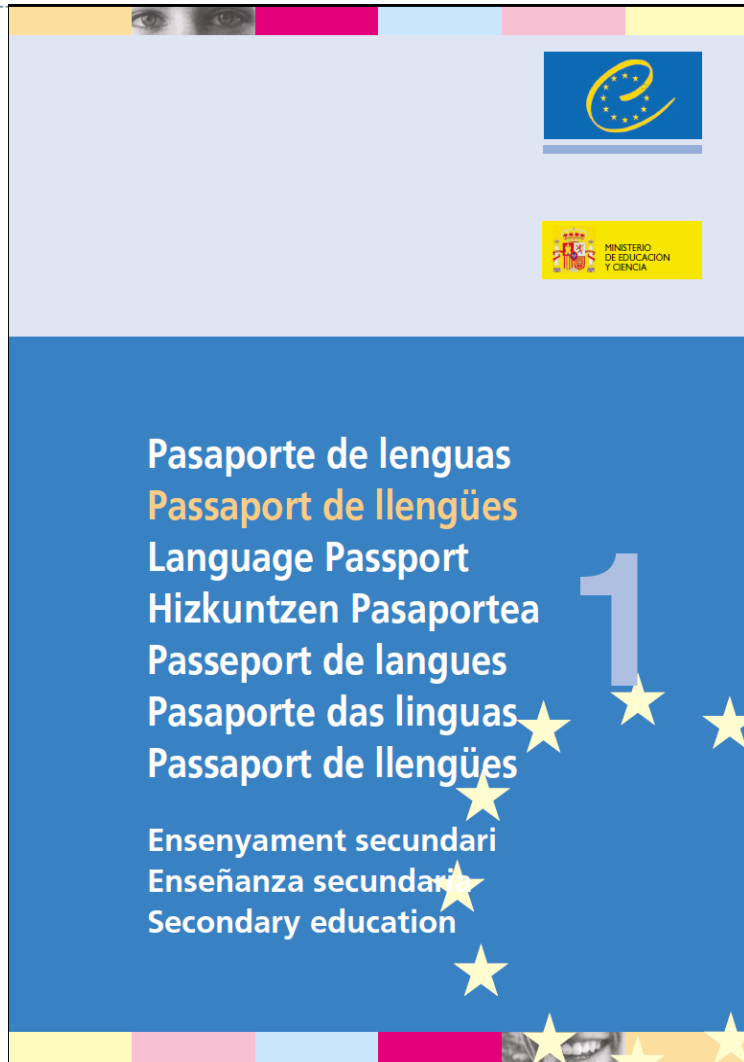 MINISTERIO
DE EDUCACIÓN
Y CIENCIA
Pasaporte de lenguas
Passaport de llengües
Language Passport
Hizkuntzen Pasaportea
Passeport de langues
Pasaporte das linguas
Passaport de llengües
1
Ensenyament secundari
Enseñanza secundaria
Secondary education